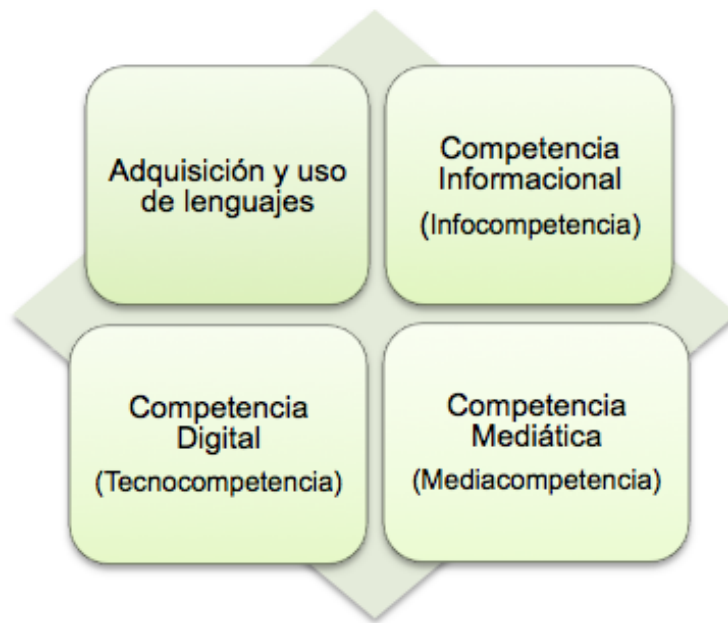 Adquisición y uso
de lenguajes
Competencia
Informacional
(Infocompetencia)
Competencia
Digital
(Tecnocompetencia)
Competencia
Mediática
(Mediacompetencia)